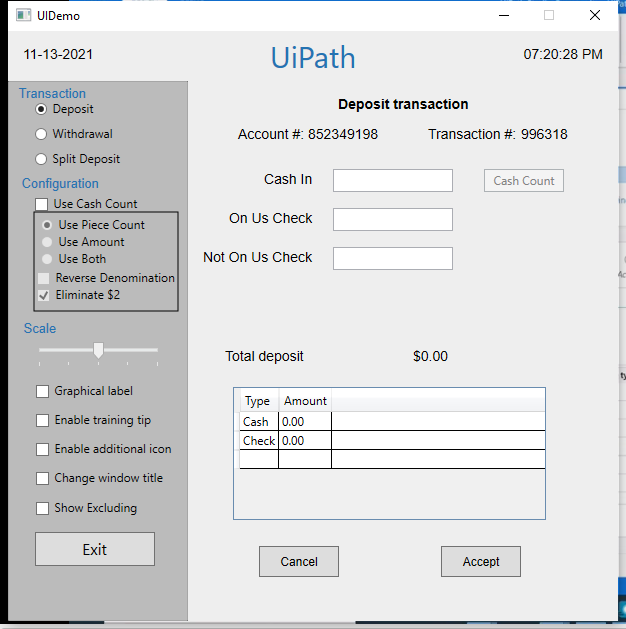 UIDemo
11-13-2021
UiPath
07:20:28 PM
Transaction
Deposit
Withdrawal
Split Deposit
Configuration
Use Cash Count
Use Piece Count
Use Amount
Use Both
Reverse Denomination
Eliminate $2
Scale
Graphical label
Enable training tip
Enable additional icon
Change window title
Show Excluding
Exit
Deposit transaction
Account #: 852349198 Transaction #: 996318
Cash In
Cash Count
On Us Check
Not On Us Check
Total deposit $0.00
Type Amount
Cash 0.00
Check 0.00
Cancel Accept